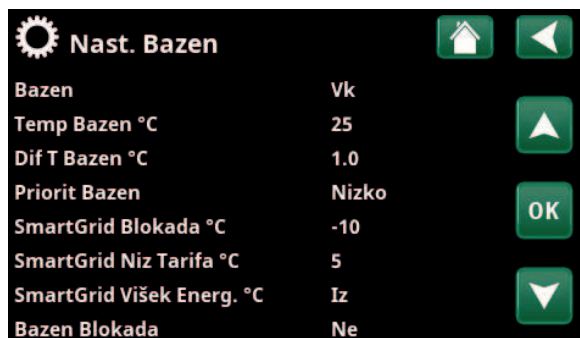 Nast. Bazen
Bazen Vk
Temp Bazen °C 25
Dif T Bazen °C 1.0
Priorit Bazen Nizko
SmartGrid Blokada °C -10
SmartGrid Niz Tarifa °C 5
SmartGrid Višek Energ. °C Iz
Bazen Blokada Ne
OK